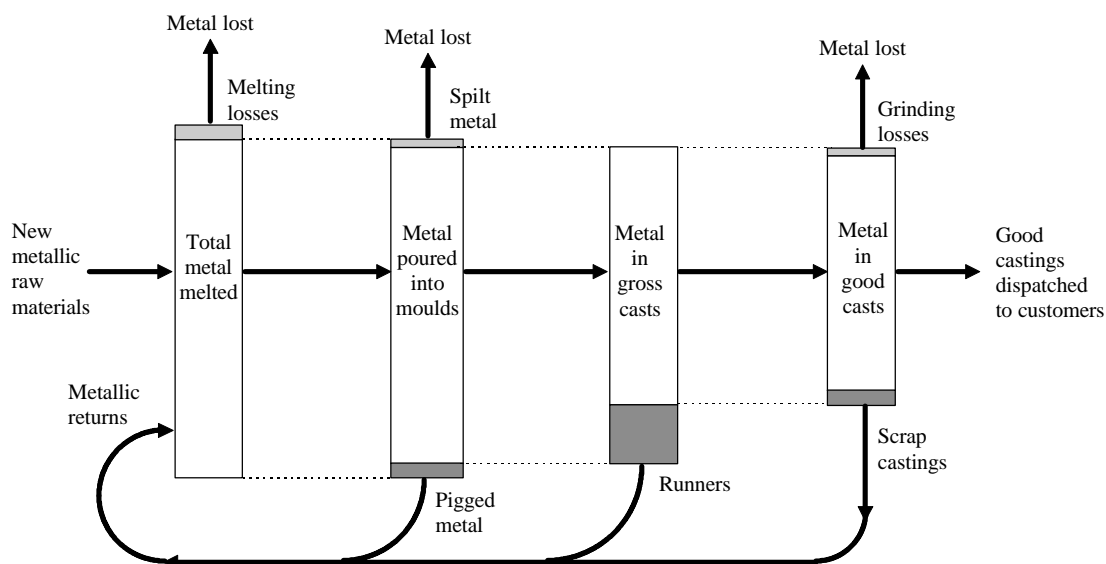 Metal lost
Melting
losses
Metal lost
Spilt
metal
Metal lost
Grinding
losses
New
metallic
raw
materials
Total
metal
melted
Metal
poured
into
moulds
Metal
in
gross
casts
Metal
in
good
casts
Good
castings
dispatched
to customers
Metallic
returns
Pigged
metal
Runners
Scrap
castings